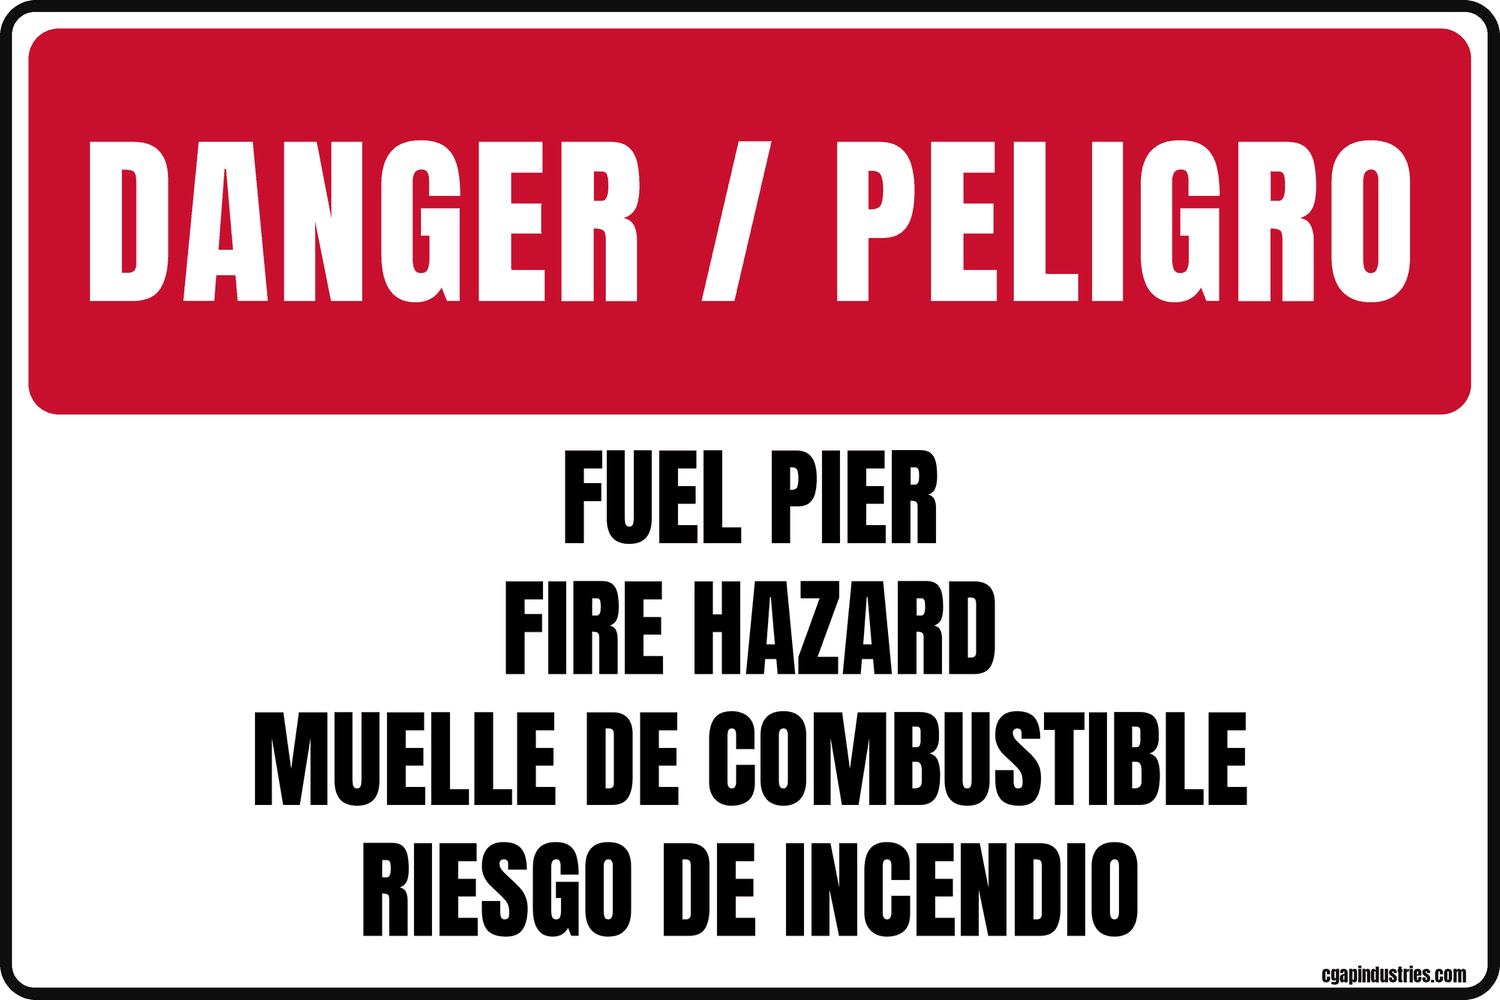 DANGER / PELIGRO
FUEL PIER
FIRE HAZARD
MUELLE DE COMBUSTIBLE
RIESGO DE INCENDIO
cgapindustries.com